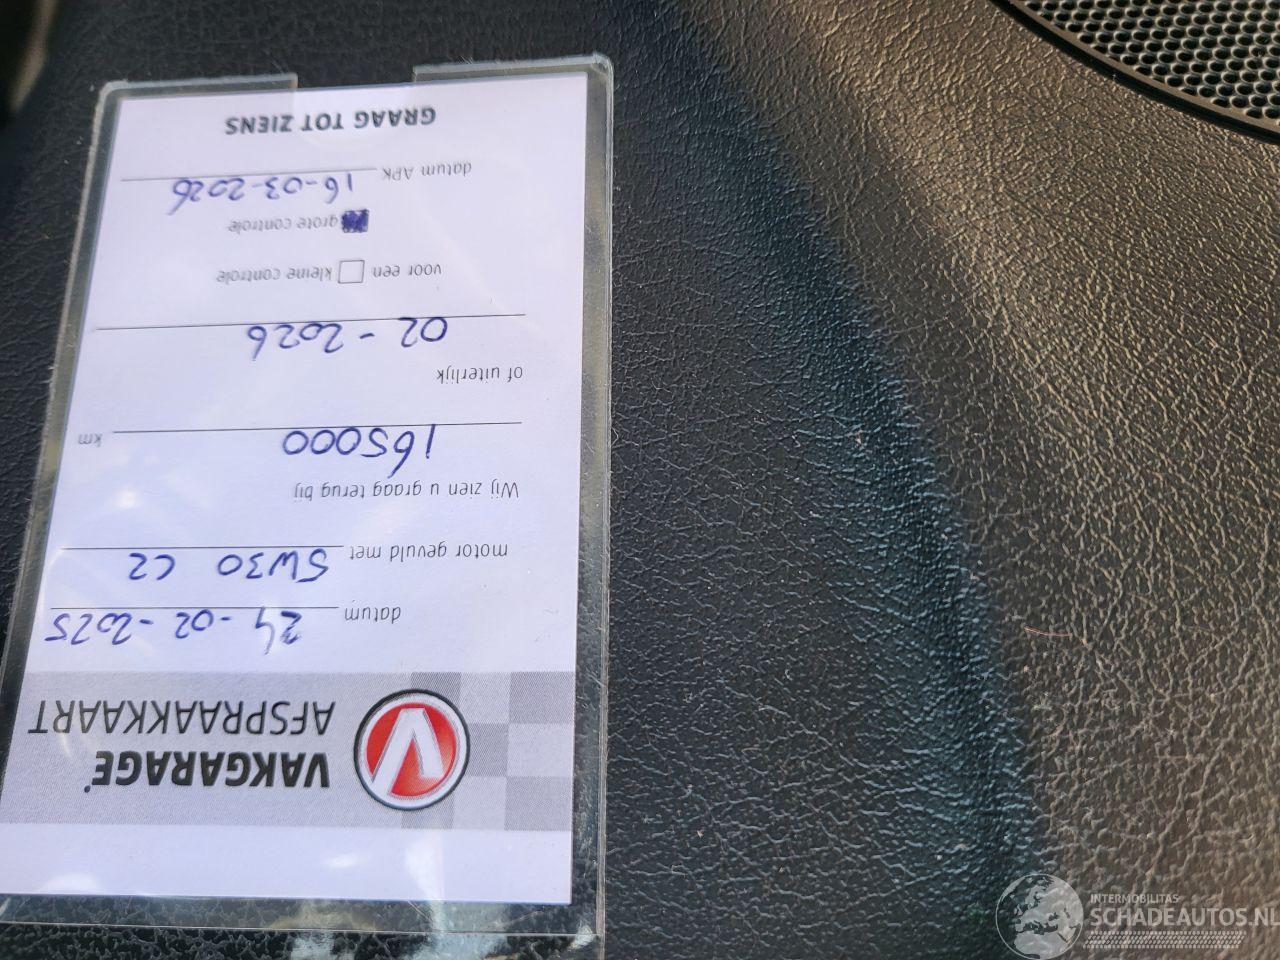 VAKGARAGE
AFSPRAAKKAART
datum 24-02-2025
motor gevuld met 5W30 C2
Wij zien u graag terug bij
165000 km
of uiterlijk
02-2026
voor een kleine controle
grote controle
datum APK 16-03-2026
GRAAG TOT ZIENS
INTERMOBILITAS
SCHADEAUTOS.NL